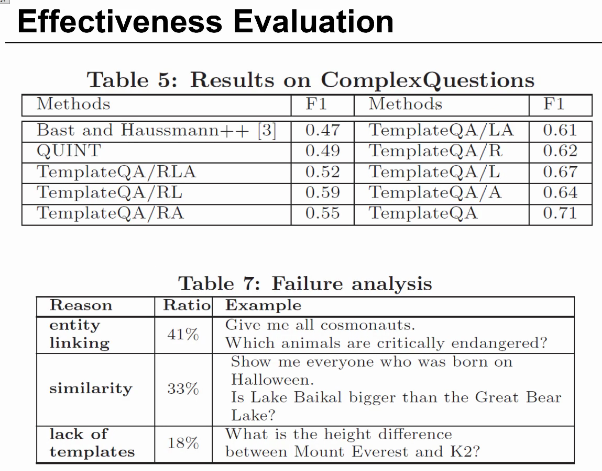 Effectiveness Evaluation
Table 5: Results on ComplexQuestions
Methods F1 Methods F1
Bast and Haussmann++ [3] 0.47 TemplateQA/LA 0.61
QUINT 0.49 TemplateQA/R 0.62
TemplateQA/RLA 0.52 TemplateQA/L 0.67
TemplateQA/RL 0.59 TemplateQA/A 0.64
TemplateQA/RA 0.55 TemplateQA 0.71
Table 7: Failure analysis
Reason Ratio Example
entity linking 41% Give me all cosmonauts.
Which animals are critically endangered?
similarity 33% Show me everyone who was born on
Halloween.
Is Lake Baikal bigger than the Great Bear
Lake?
lack of templates 18% What is the height difference
between Mount Everest and K2?